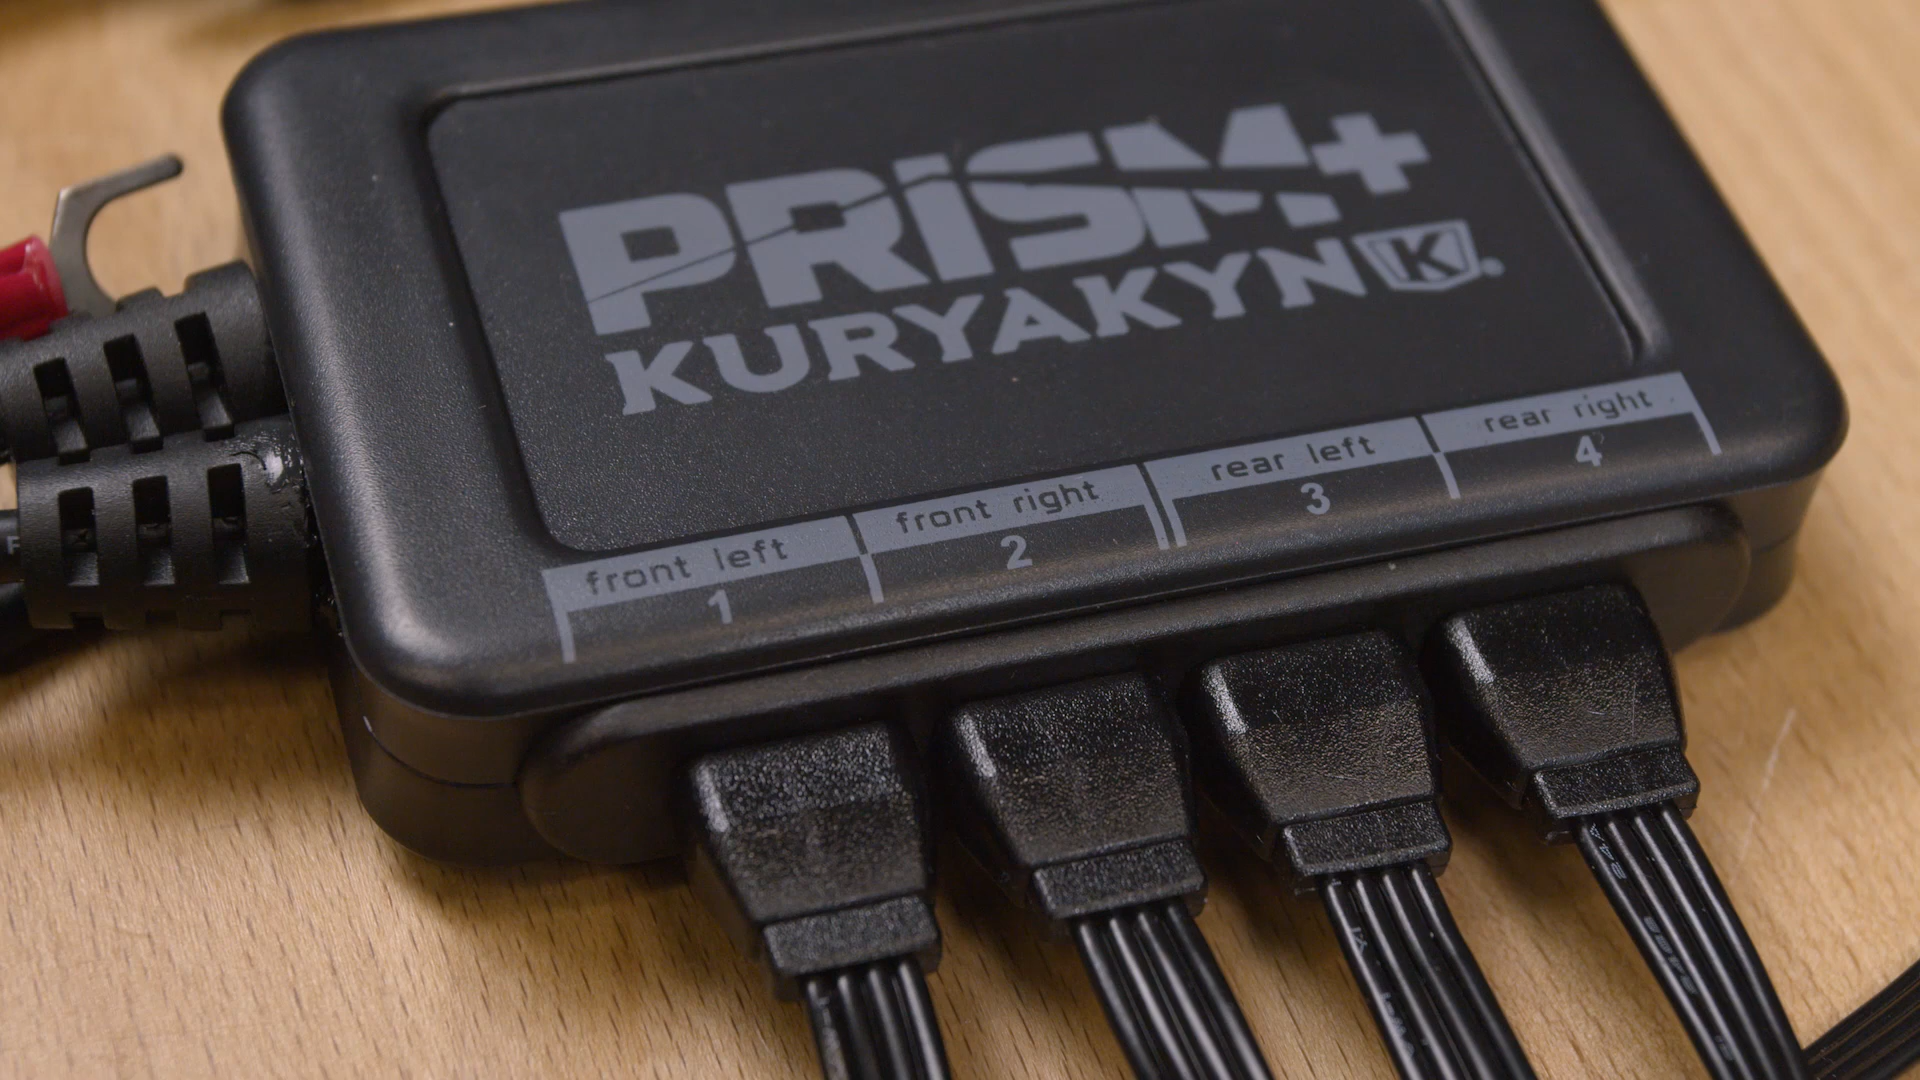 PRiSM+
KURYAKYN K
front left front right rear left rear right
1 2 3 4